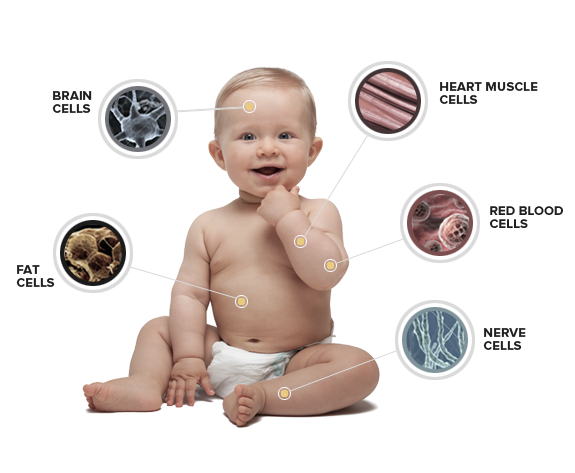 BRAIN
CELLS
HEART MUSCLE
CELLS
RED BLOOD
CELLS
FAT
CELLS
NERVE
CELLS